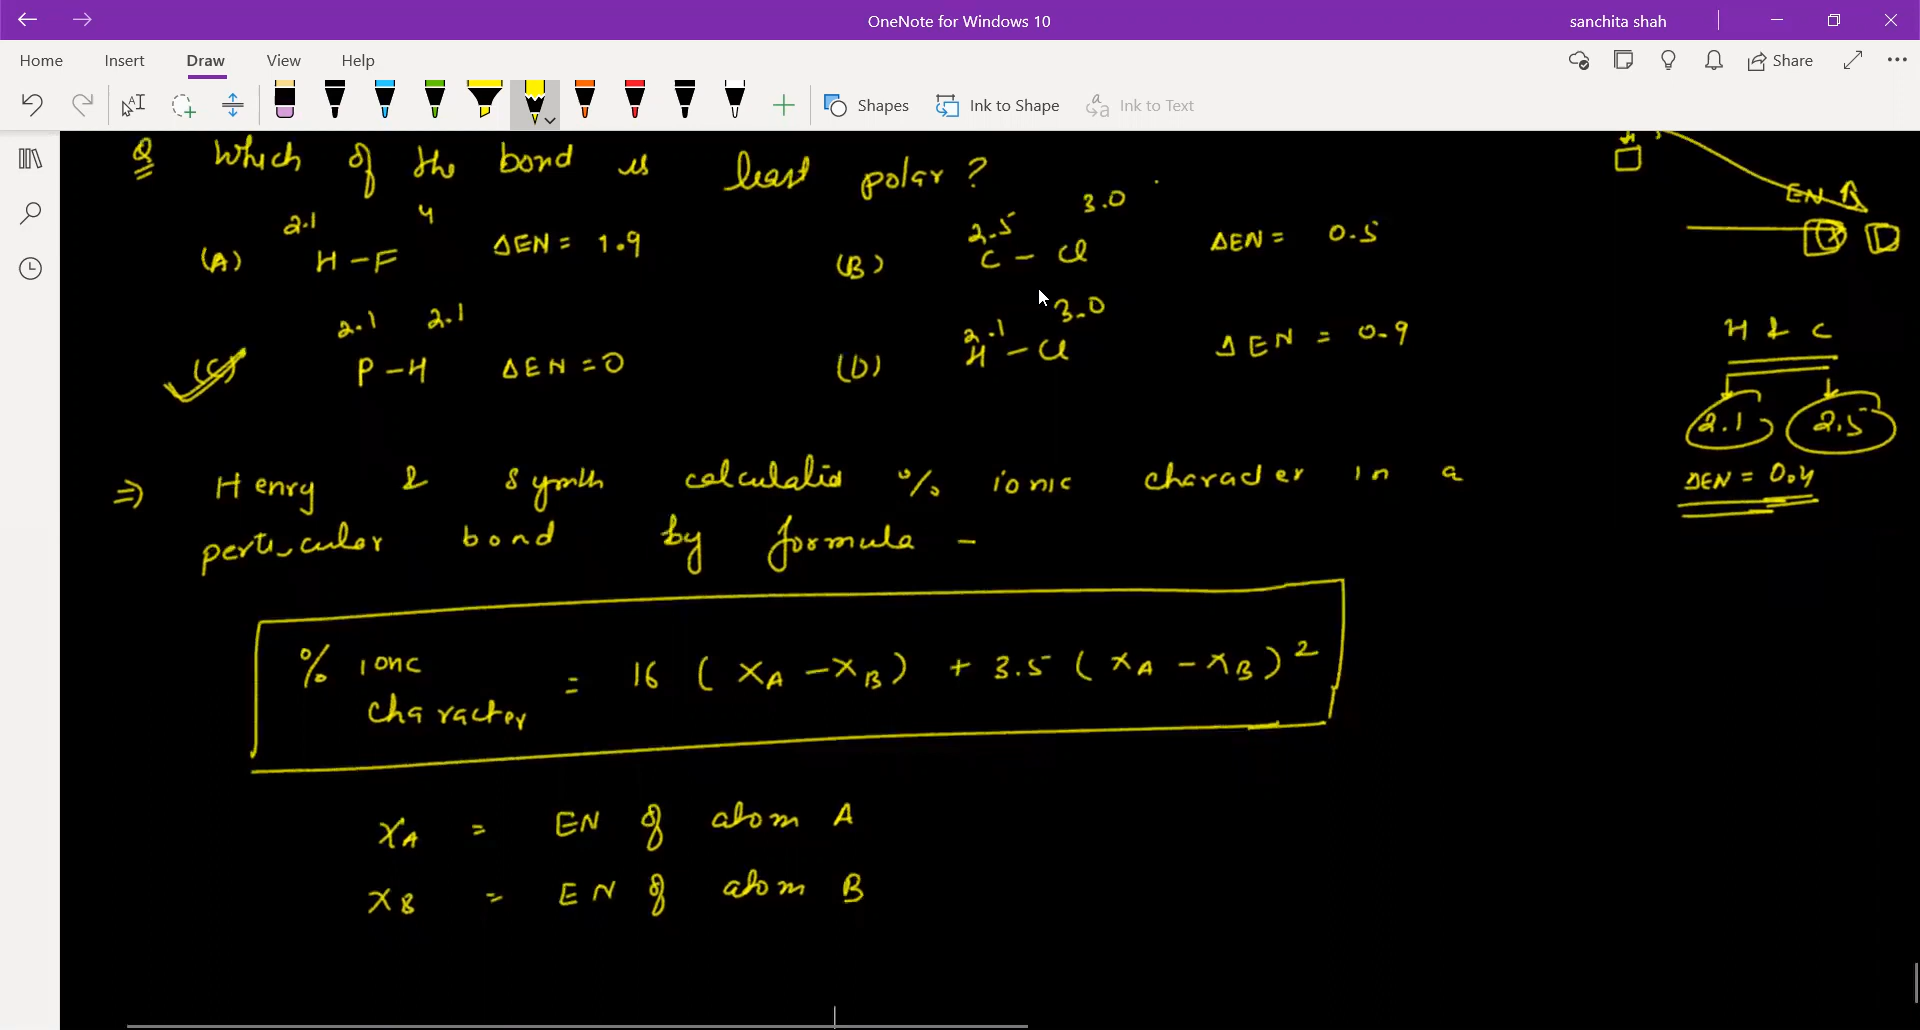 OneNote for Windows 10
sanchita shah
Home Insert Draw View Help
Share
Shapes Ink to Shape Ink to Text
Q Which of the bond is least polar ?
2.1 4
(A) H - F ΔEN = 1.9
2.5 3.0
(B) C - Cl ΔEN = 0.5
2.1 2.1
(C) P - H ΔEN = 0
2.1 3.0
(D) H - Cl ΔEN = 0.9
EN
H & C
2.1 2.5
ΔEN = 0.4
⇒ Henry & Symth calculated % ionic character in a
perticular bond by formula -
% ionc
character = 16 ( XA - XB ) + 3.5 ( XA - XB )²
XA = EN of atom A
XB = EN of atom B